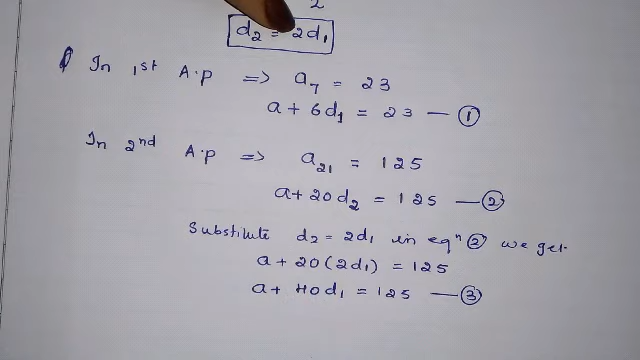 2
d₂ = 2d₁
In 1st A.p => a₇ = 23
a + 6d₁ = 23 — ①
In 2nd A.p => a₂₁ = 125
a + 20d₂ = 125 — ②
Substitute d₂ = 2d₁ in eqⁿ ② we get.
a + 20(2d₁) = 125
a + 40d₁ = 125 — ③